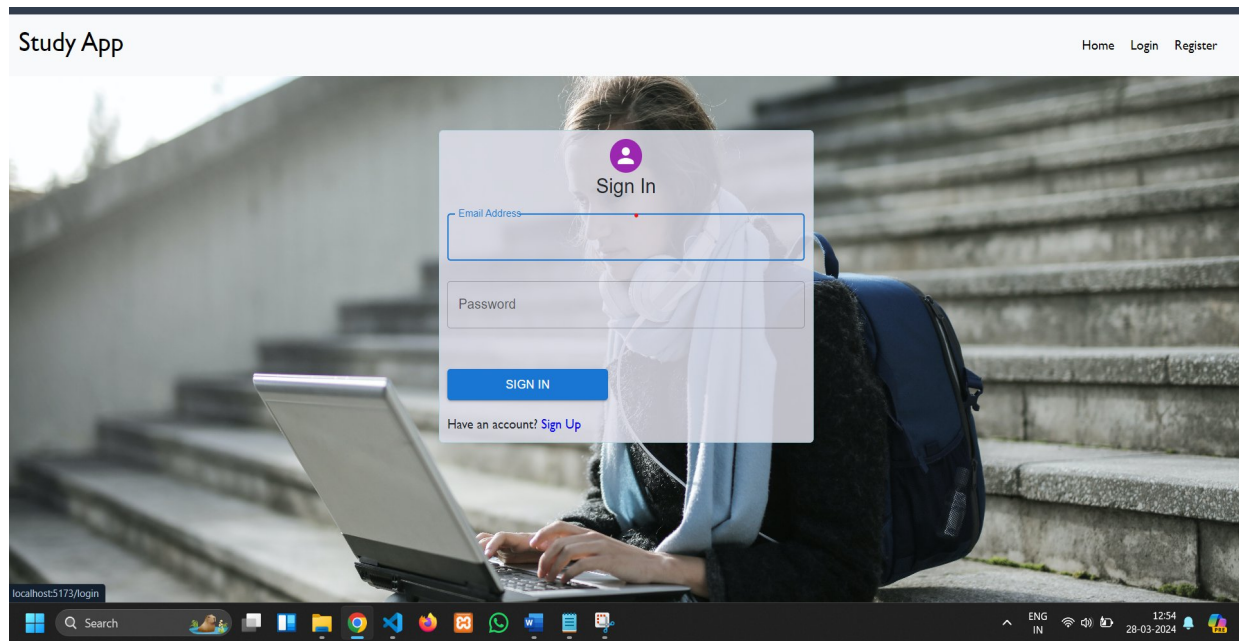 Study App
Home Login Register
Sign In
Email Address
Password
SIGN IN
Have an account? Sign Up
localhost:5173/login
Search
ENG
IN
12:54
28-03-2024
PRE